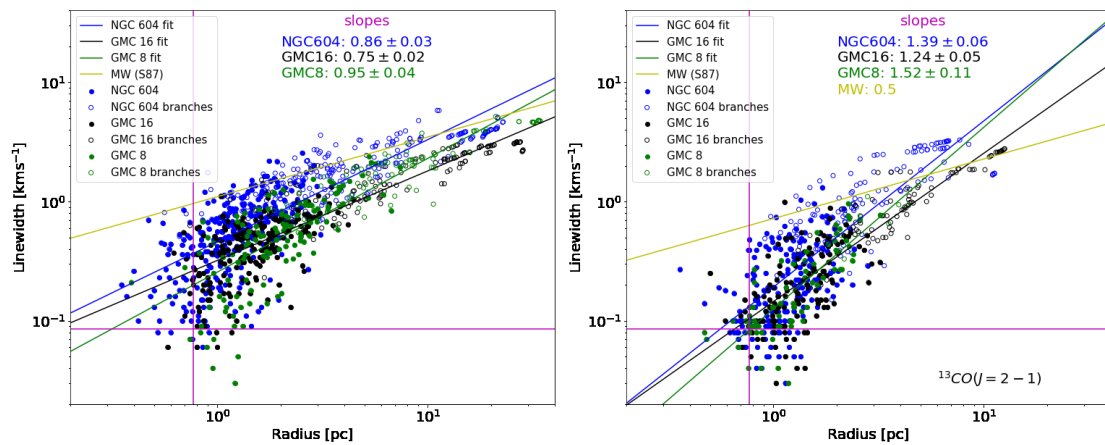 slopes
NGC604: 0.86 ± 0.03
GMC16: 0.75 ± 0.02
GMC8: 0.95 ± 0.04
NGC 604 fit
GMC 16 fit
GMC 8 fit
MW (S87)
NGC 604
NGC 604 branches
GMC 16
GMC 16 branches
GMC 8
GMC 8 branches
10¹
10⁰
10⁻¹
Linewidth [kms⁻¹]
10⁰
10¹
Radius [pc]
slopes
NGC604: 1.39 ± 0.06
GMC16: 1.24 ± 0.05
GMC8: 1.52 ± 0.11
MW: 0.5
NGC 604 fit
GMC 16 fit
GMC 8 fit
MW (S87)
NGC 604
NGC 604 branches
GMC 16
GMC 16 branches
GMC 8
GMC 8 branches
10¹
10⁰
10⁻¹
Linewidth [kms⁻¹]
¹³CO(J = 2 − 1)
10⁰
10¹
Radius [pc]